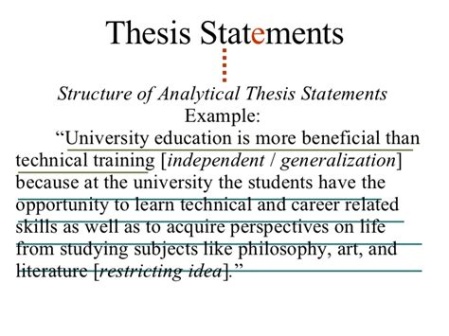 Thesis Statements
Structure of Analytical Thesis Statements
Example:
“University education is more beneficial than
technical training [independent / generalization]
because at the university the students have the
opportunity to learn technical and career related
skills as well as to acquire perspectives on life
from studying subjects like philosophy, art, and
literature [restricting idea].”